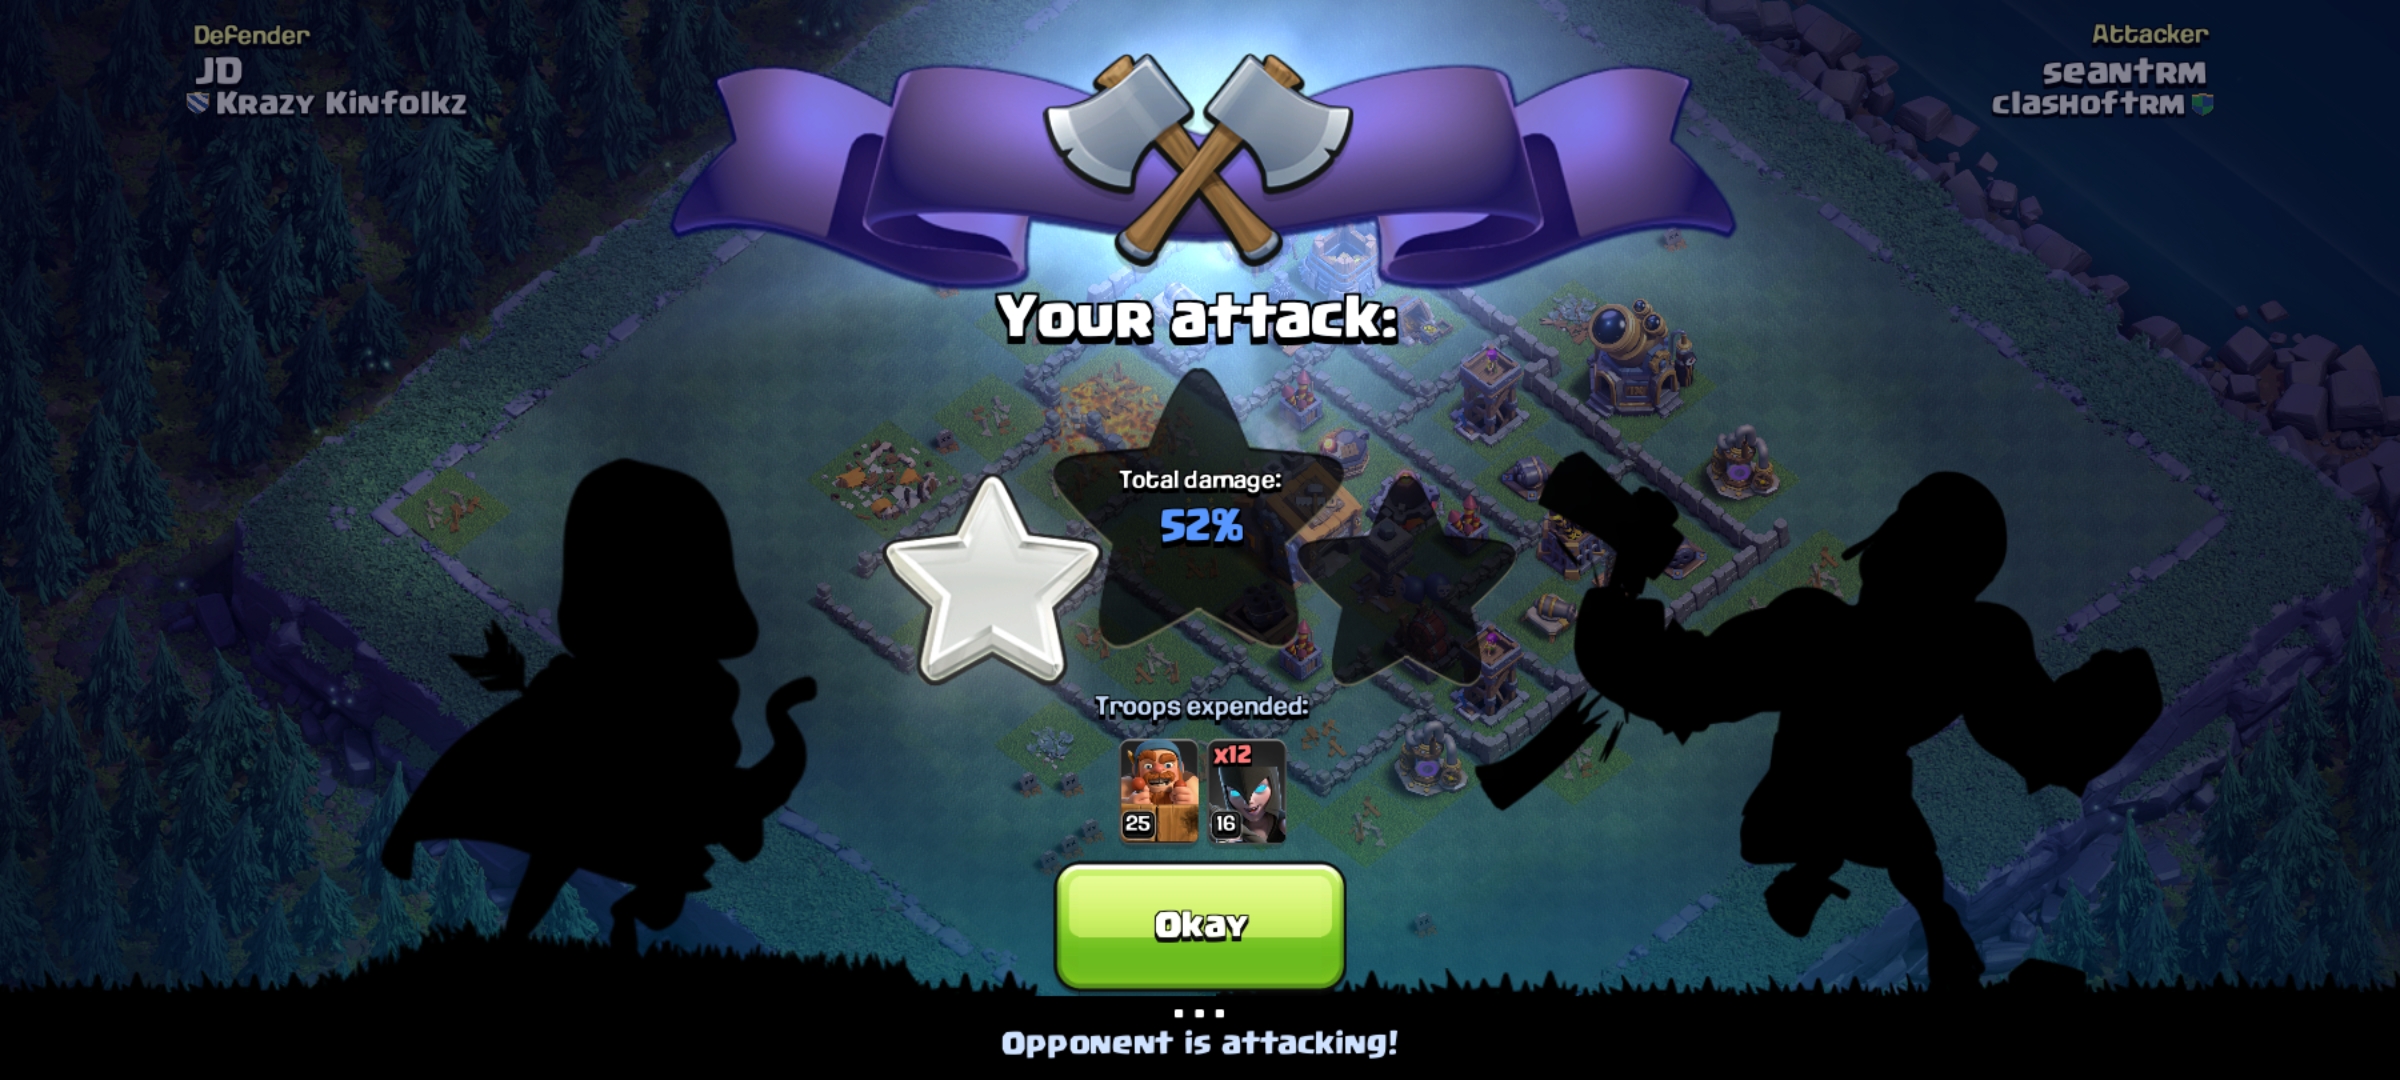 Defender
JD
Krazy Kinfolkz
Attacker
seantRM
clashoftRM
Your attack:
Total damage:
52%
Troops expended:
x12
25
16
Okay
...
Opponent is attacking!